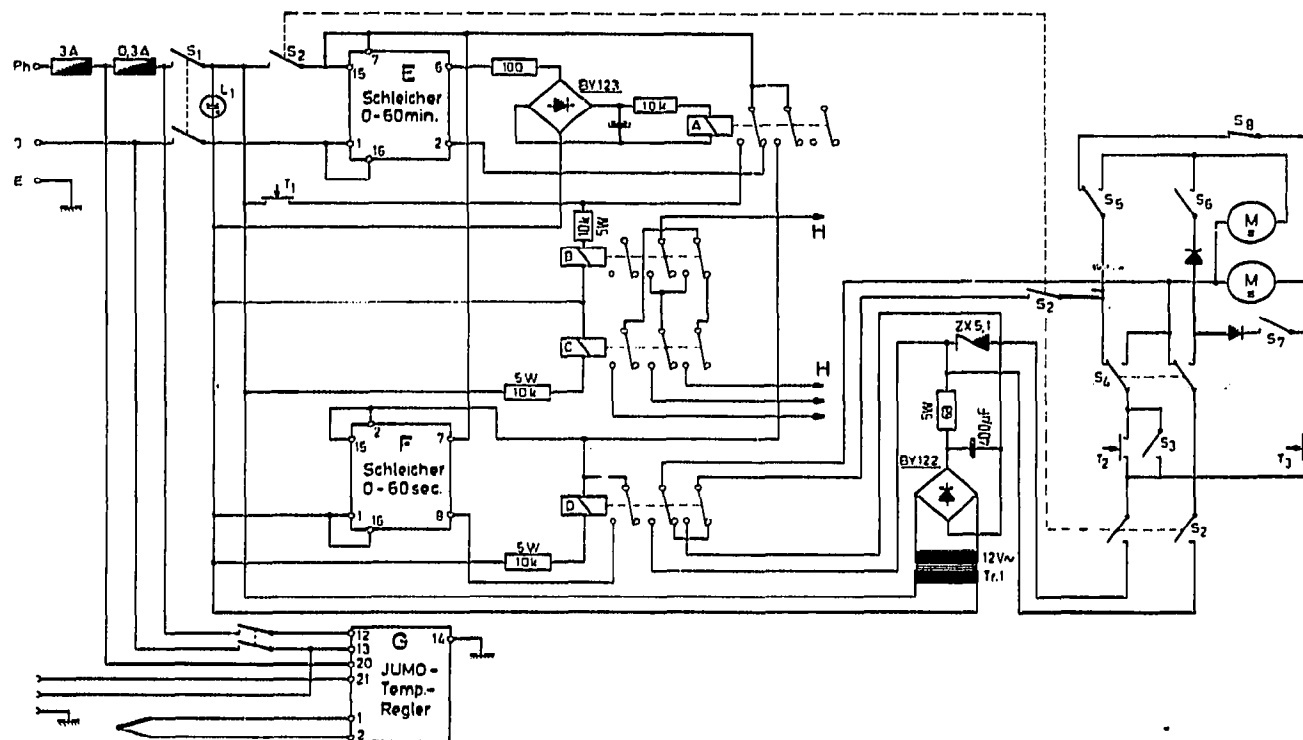 3A
0,3A
S1
S2
Ph
L1
E
15
7
6
1
16
2
E
Schleicher
0-60min.
100
BY123
10k
A
T1
10k
5W
B
C
5W
10k
H
H
S8
S5
S6
M
M
S2
S7
ZX5,1
5W
400µF
BY122
12V~
Tr.1
S4
S3
T2
T3
S2
15
2
7
1
16
8
F
Schleicher
0-60sec.
D
5W
10k
12
13
20
21
1
2
14
G
JUMO-
Temp.-
Regler